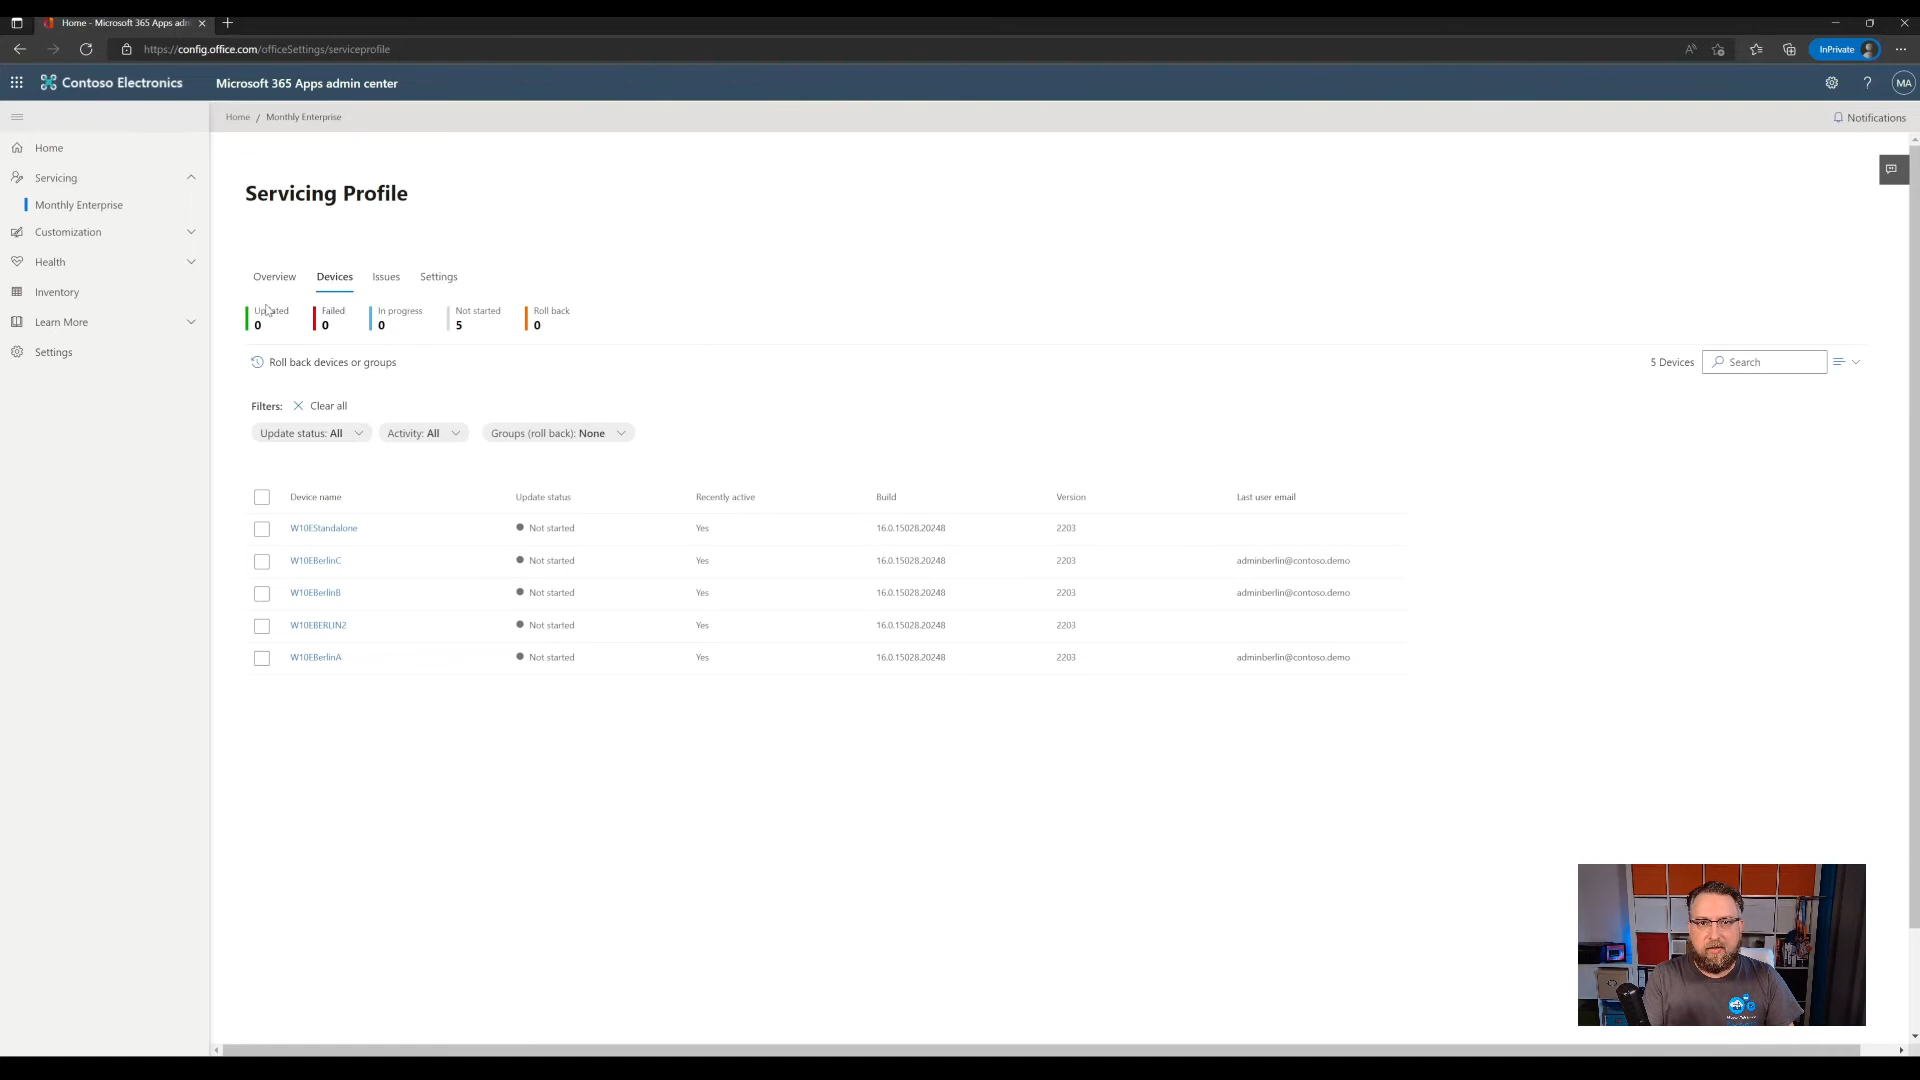 Home - Microsoft 365 Apps adn
https://config.office.com/officeSettings/serviceprofile
InPrivate
Contoso Electronics
Microsoft 365 Apps admin center
MA
Home / Monthly Enterprise
Notifications
Home
Servicing
Monthly Enterprise
Customization
Health
Inventory
Learn More
Settings
Servicing Profile
Overview Devices Issues Settings
Updated Failed In progress Not started Roll back
0 0 0 5 0
Roll back devices or groups
5 Devices
Search
Filters: Clear all
Update status: All Activity: All Groups (roll back): None
Device name Update status Recently active Build Version Last user email
W10EStandalone Not started Yes 16.0.15028.20248 2203
W10EBerlinC Not started Yes 16.0.15028.20248 2203 adminberlin@contoso.demo
W10EBerlinB Not started Yes 16.0.15028.20248 2203 adminberlin@contoso.demo
W10EBERLIN2 Not started Yes 16.0.15028.20248 2203
W10EBerlinA Not started Yes 16.0.15028.20248 2203 adminberlin@contoso.demo